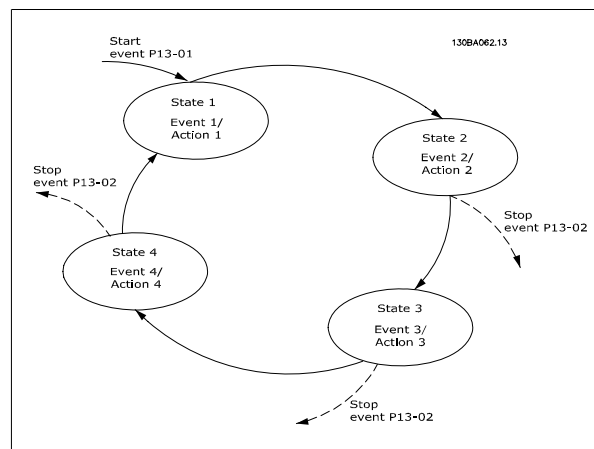 Start
event P13-01
130BA062.13
State 1
Event 1/
Action 1
State 2
Event 2/
Action 2
Stop
event P13-02
Stop
event P13-02
State 4
Event 4/
Action 4
State 3
Event 3/
Action 3
Stop
event P13-02